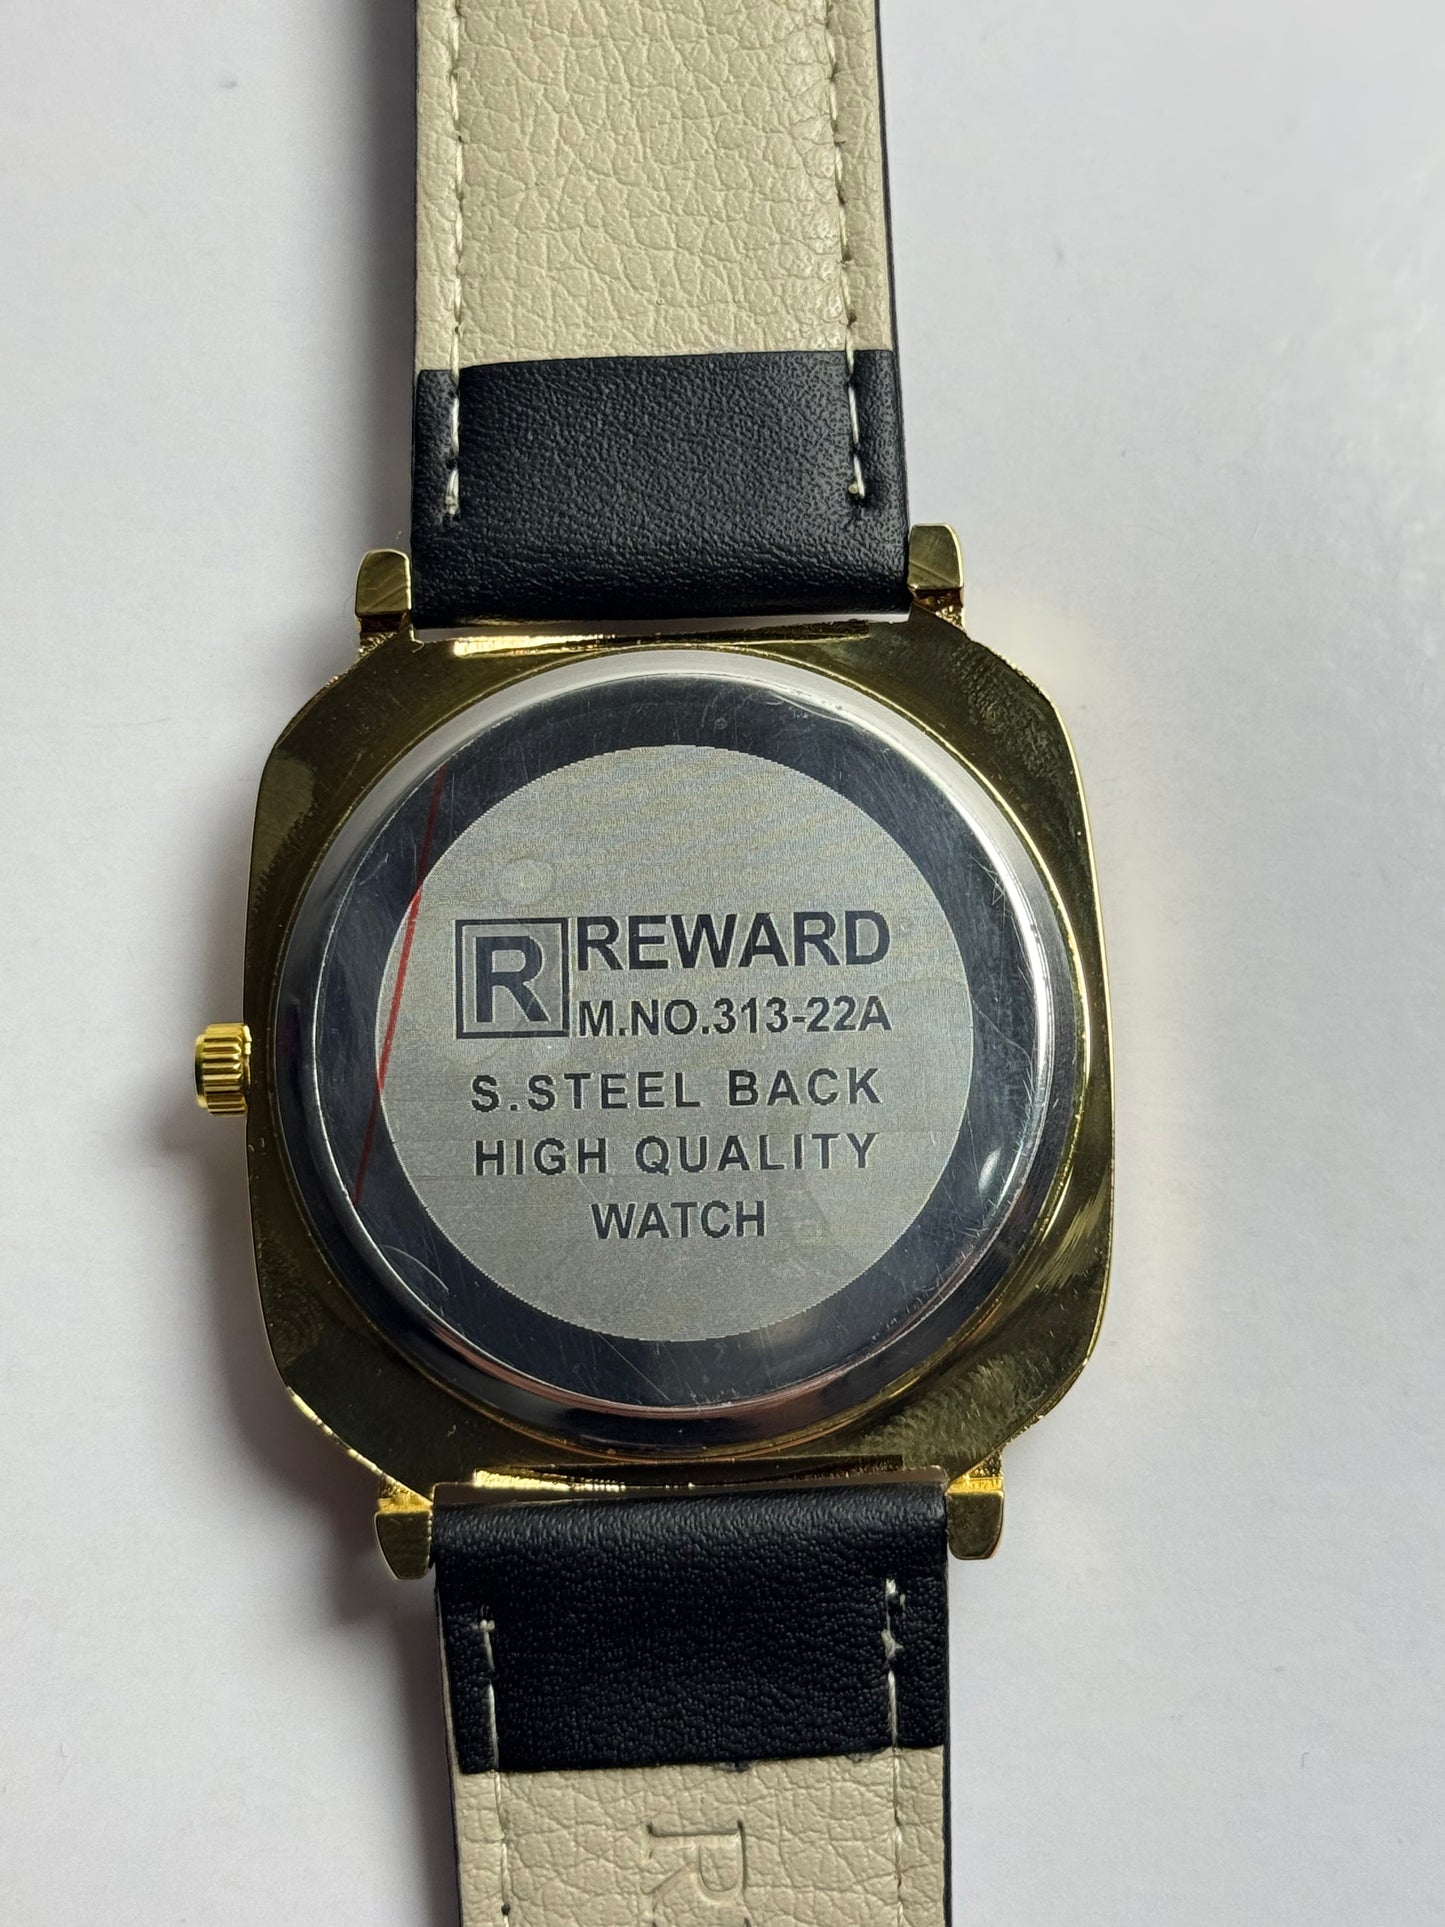 R REWARD
M.NO.313-22A
S.STEEL BACK
HIGH QUALITY
WATCH
R